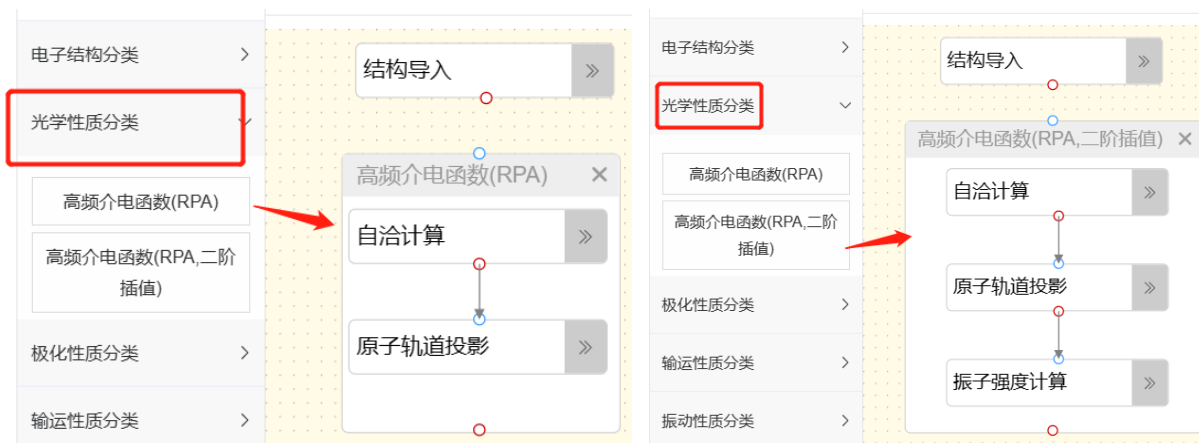 电子结构分类
光学性质分类
高频介电函数(RPA)
高频介电函数(RPA,二阶
插值)
极化性质分类
输运性质分类
结构导入
高频介电函数(RPA)
自洽计算
原子轨道投影
电子结构分类
光学性质分类
高频介电函数(RPA)
高频介电函数(RPA,二阶
插值)
极化性质分类
输运性质分类
振动性质分类
结构导入
高频介电函数(RPA,二阶插值)
自洽计算
原子轨道投影
振子强度计算